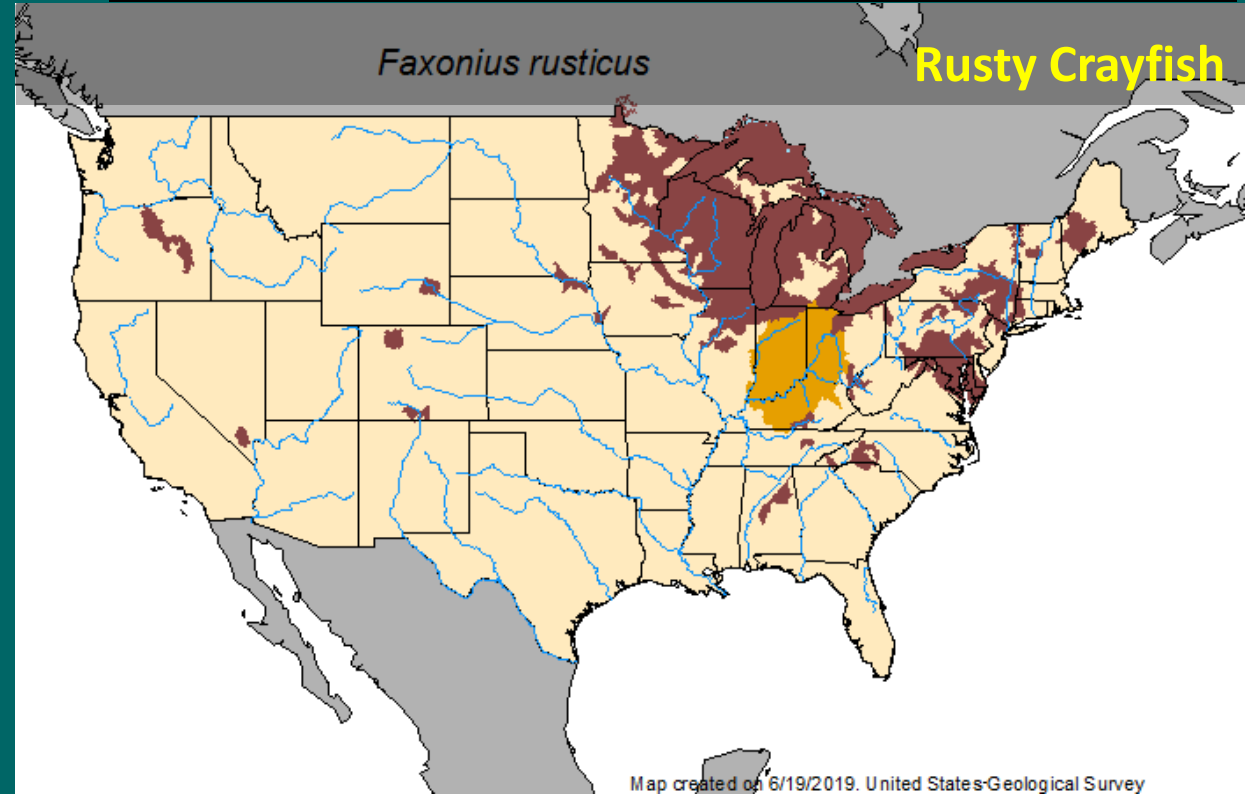 Faxonius rusticus
Rusty Crayfish
Map created on 6/19/2019. United States Geological Survey